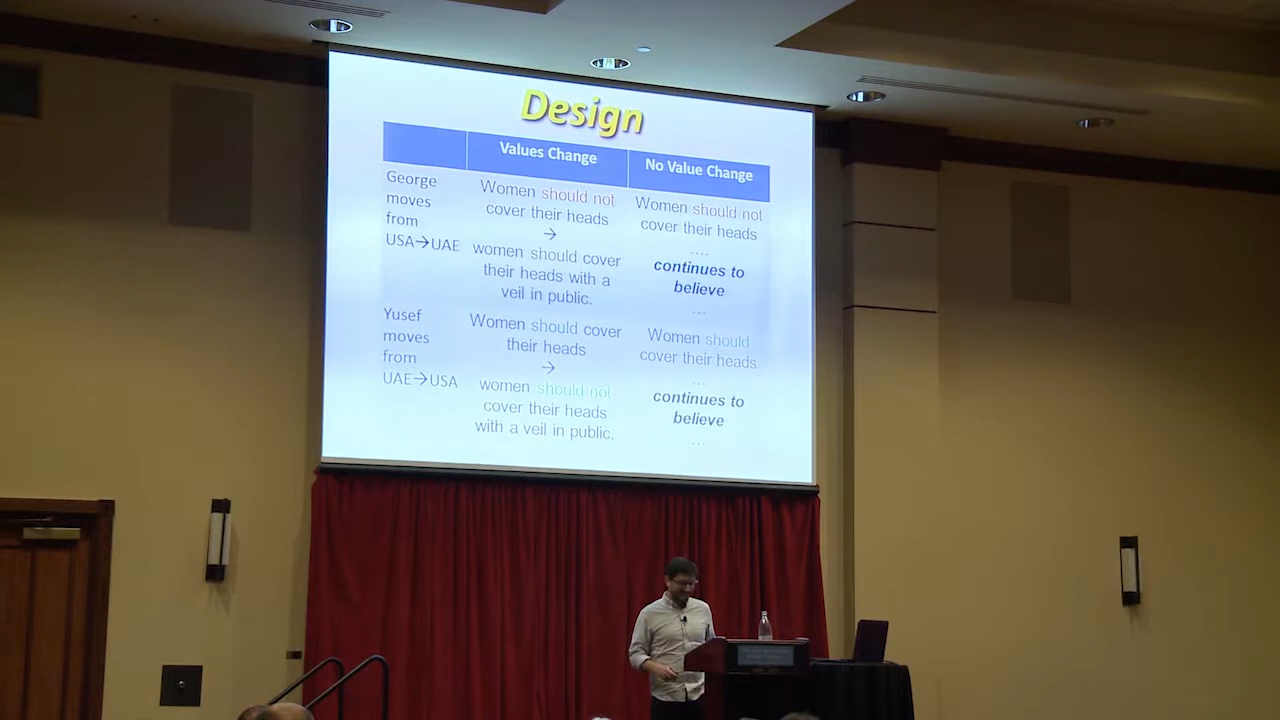 Design
Values Change
No Value Change
George
moves
from
USA→UAE
Women should not
cover their heads
→
women should cover
their heads with a
veil in public.
Women should not
cover their heads
....
continues to
believe
...
Yusef
moves
from
UAE→USA
Women should cover
their heads
→
women should not
cover their heads
with a veil in public.
Women should
cover their heads
...
continues to
believe
...